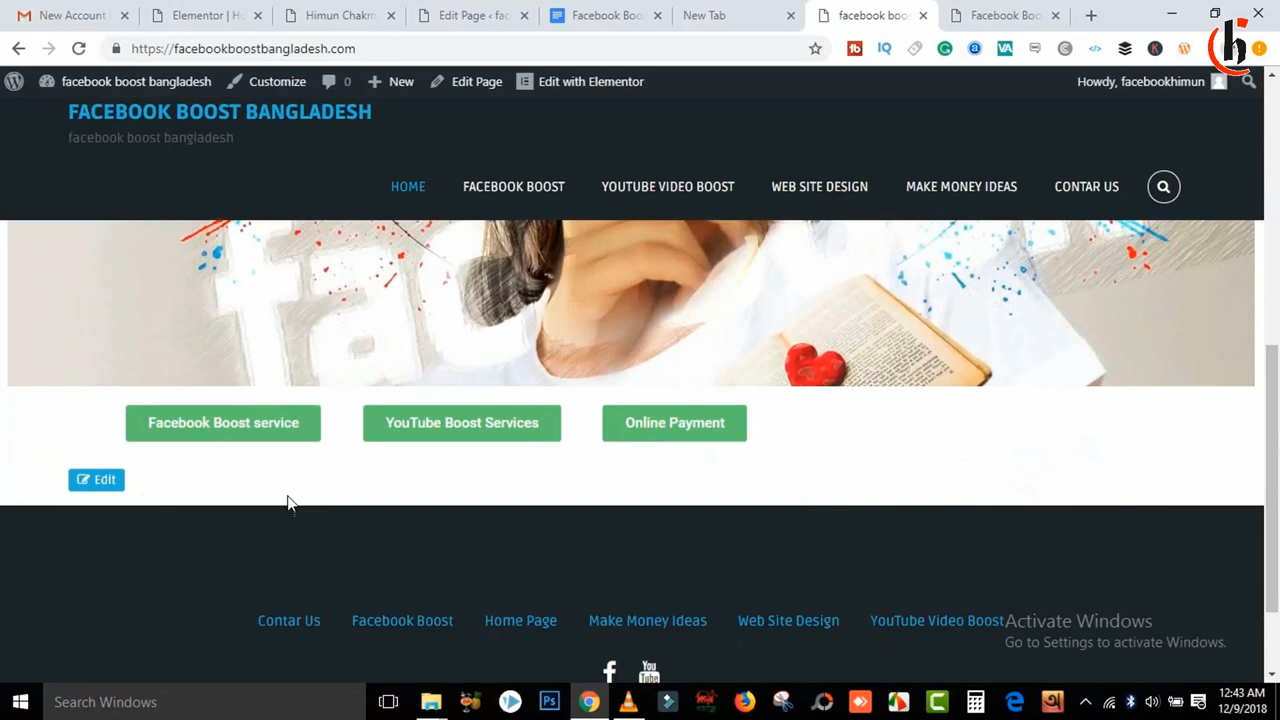 New Account
Elementor | Ho
Himun Chakm
Edit Page ‹ fac
Facebook Boo
New Tab
facebook boo
Facebook Boo
https://facebookboostbangladesh.com
facebook boost bangladesh
Customize
0
New
Edit Page
Edit with Elementor
Howdy, facebookhimun
FACEBOOK BOOST BANGLADESH
facebook boost bangladesh
HOME
FACEBOOK BOOST
YOUTUBE VIDEO BOOST
WEB SITE DESIGN
MAKE MONEY IDEAS
CONTAR US
Facebook Boost service
YouTube Boost Services
Online Payment
Edit
Contar Us
Facebook Boost
Home Page
Make Money Ideas
Web Site Design
YouTube Video Boost
Activate Windows
Go to Settings to activate Windows.
You
Tube
Search Windows
12:43 AM
12/9/2018